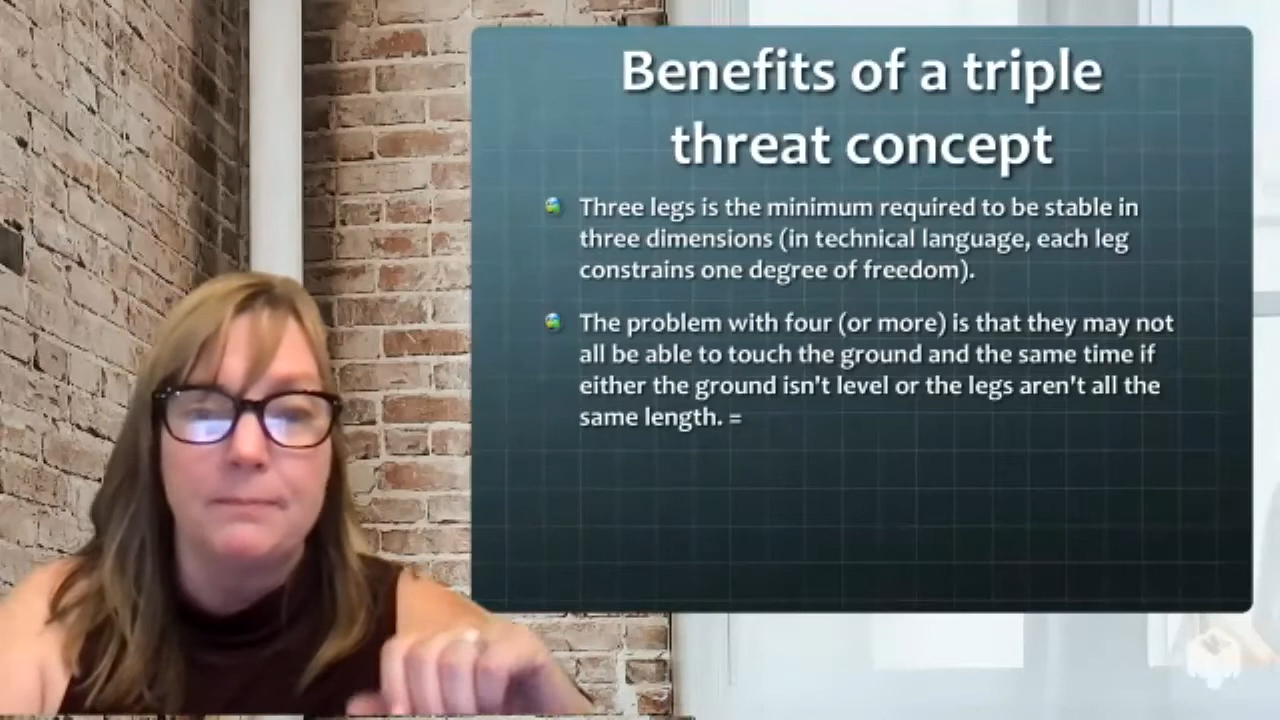 Benefits of a triple
threat concept
Three legs is the minimum required to be stable in
three dimensions (in technical language, each leg
constrains one degree of freedom).
The problem with four (or more) is that they may not
all be able to touch the ground and the same time if
either the ground isn't level or the legs aren't all the
same length. =